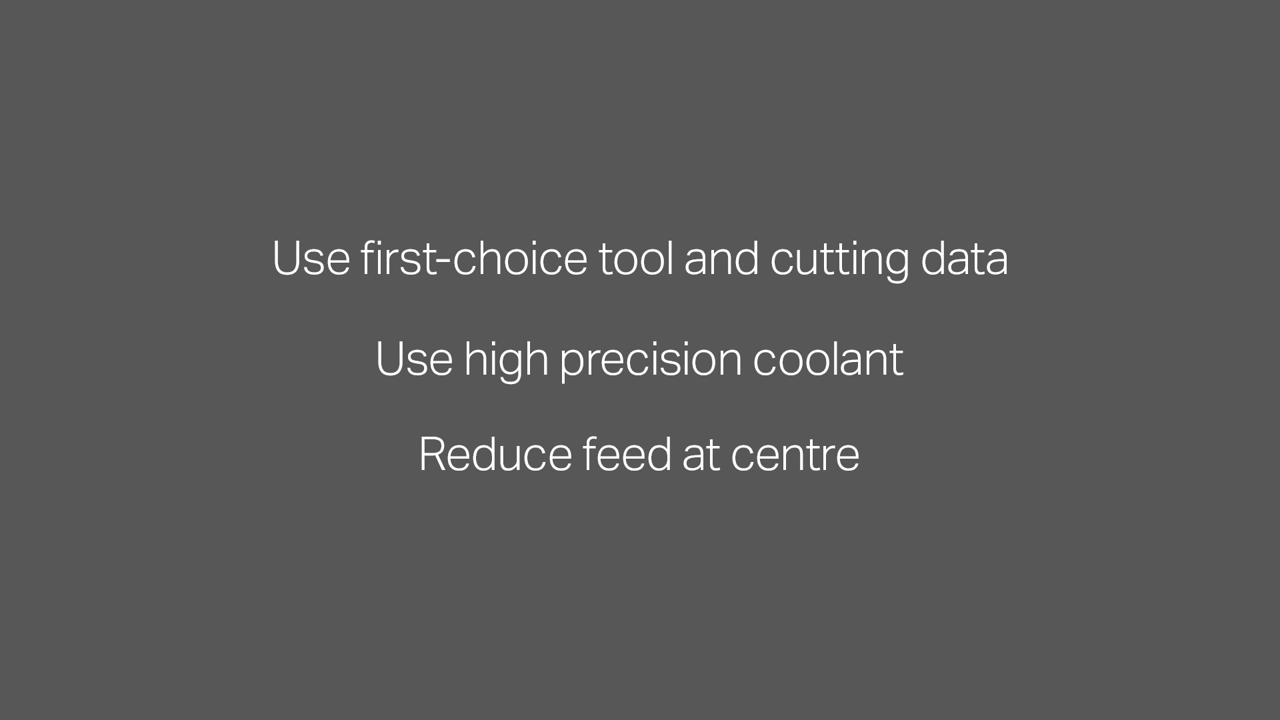 Use first-choice tool and cutting data
Use high precision coolant
Reduce feed at centre